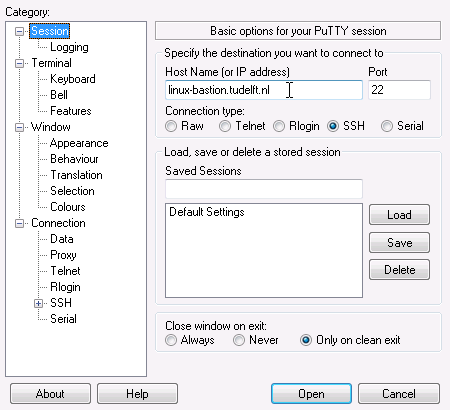 Category:
Session
Logging
Terminal
Keyboard
Bell
Features
Window
Appearance
Behaviour
Translation
Selection
Colours
Connection
Data
Proxy
Telnet
Rlogin
SSH
Serial
Basic options for your PuTTY session
Specify the destination you want to connect to
Host Name (or IP address) Port
linux-bastion.tudelft.nl 22
Connection type:
Raw Telnet Rlogin SSH Serial
Load, save or delete a stored session
Saved Sessions
Default Settings
Load
Save
Delete
Close window on exit:
Always Never Only on clean exit
About Help Open Cancel